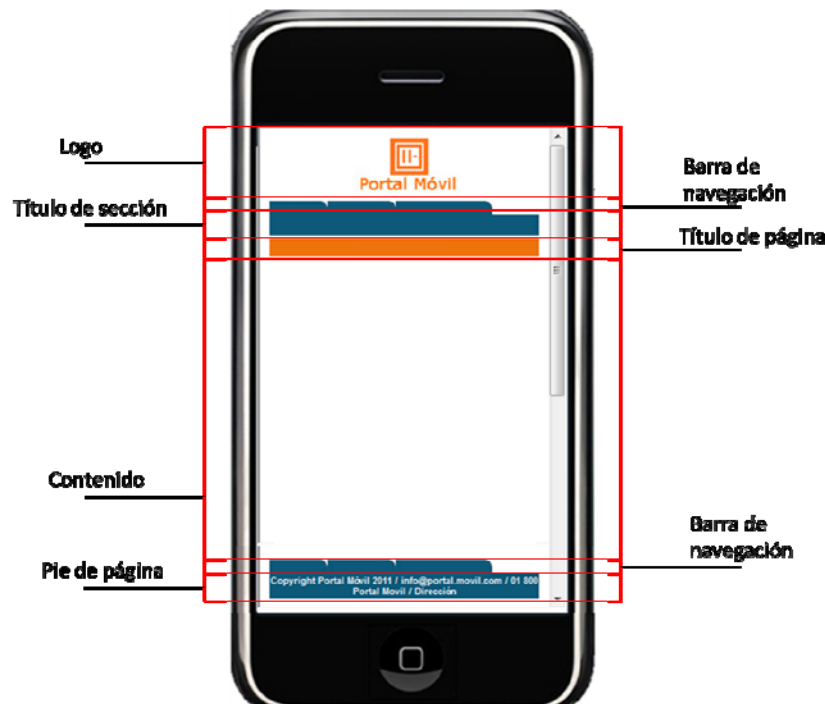 Logo
Portal Móvil
Barra de
navegación
Título de sección
Título de página
Contenido
Barra de
navegación
Pie de página
Copyright Portal Móvil 2011 / info@portal.movil.com / 01 800
Portal Movil / Dirección